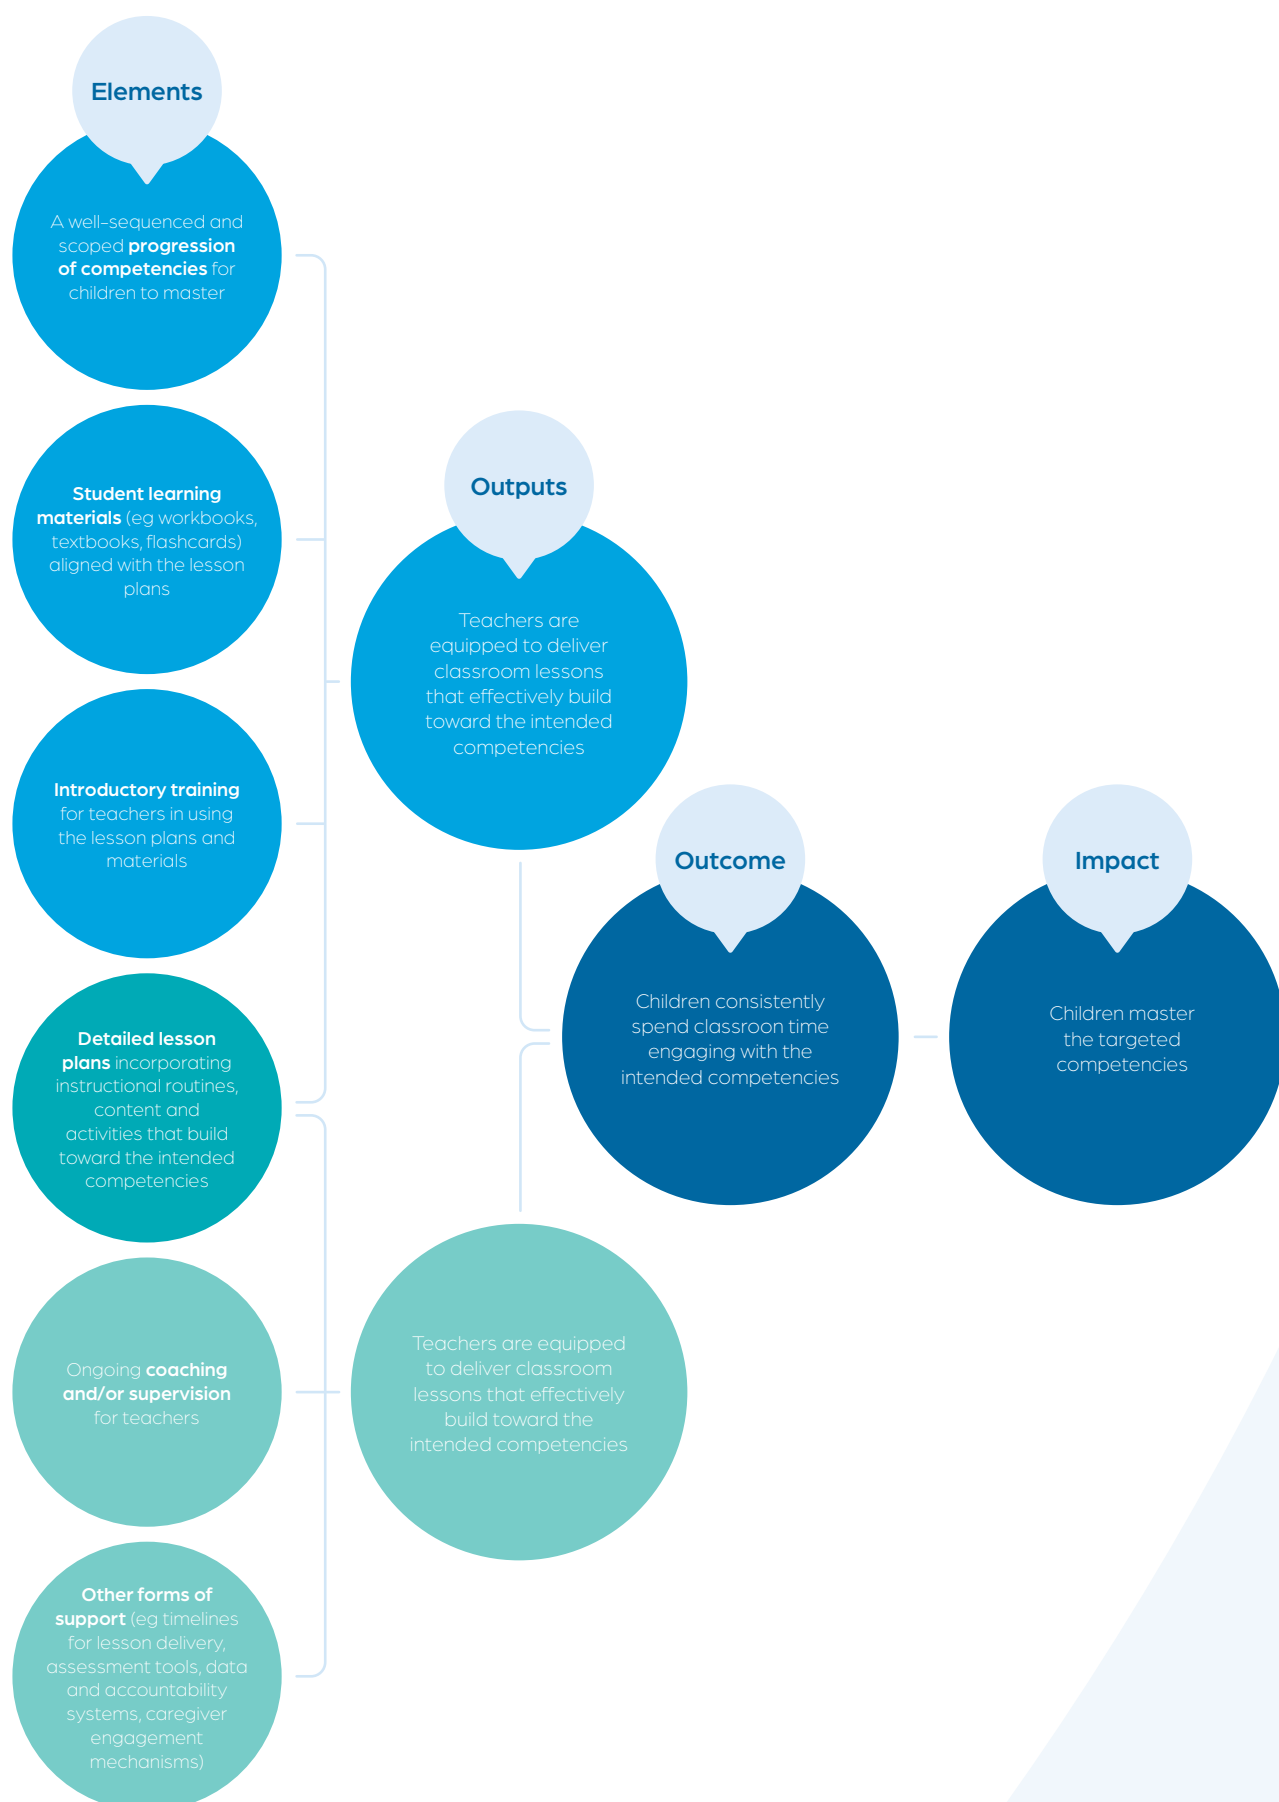 Elements
A well-sequenced and
scoped progression
of competencies for
children to master
Student learning
materials (eg workbooks,
textbooks, flashcards)
aligned with the lesson
plans
Introductory training
for teachers in using
the lesson plans and
materials
Detailed lesson
plans incorporating
instructional routines,
content and
activities that build
toward the intended
competencies
Ongoing coaching
and/or supervision
for teachers
Other forms of
support (eg timelines
for lesson delivery,
assessment tools, data
and accountability
systems, caregiver
engagement
mechanisms)
Outputs
Teachers are
equipped to deliver
classroom lessons
that effectively build
toward the intended
competencies
Teachers are equipped
to deliver classroom
lessons that effectively
build toward the
intended competencies
Outcome
Children consistently
spend classroon time
engaging with the
intended competencies
Impact
Children master
the targeted
competencies